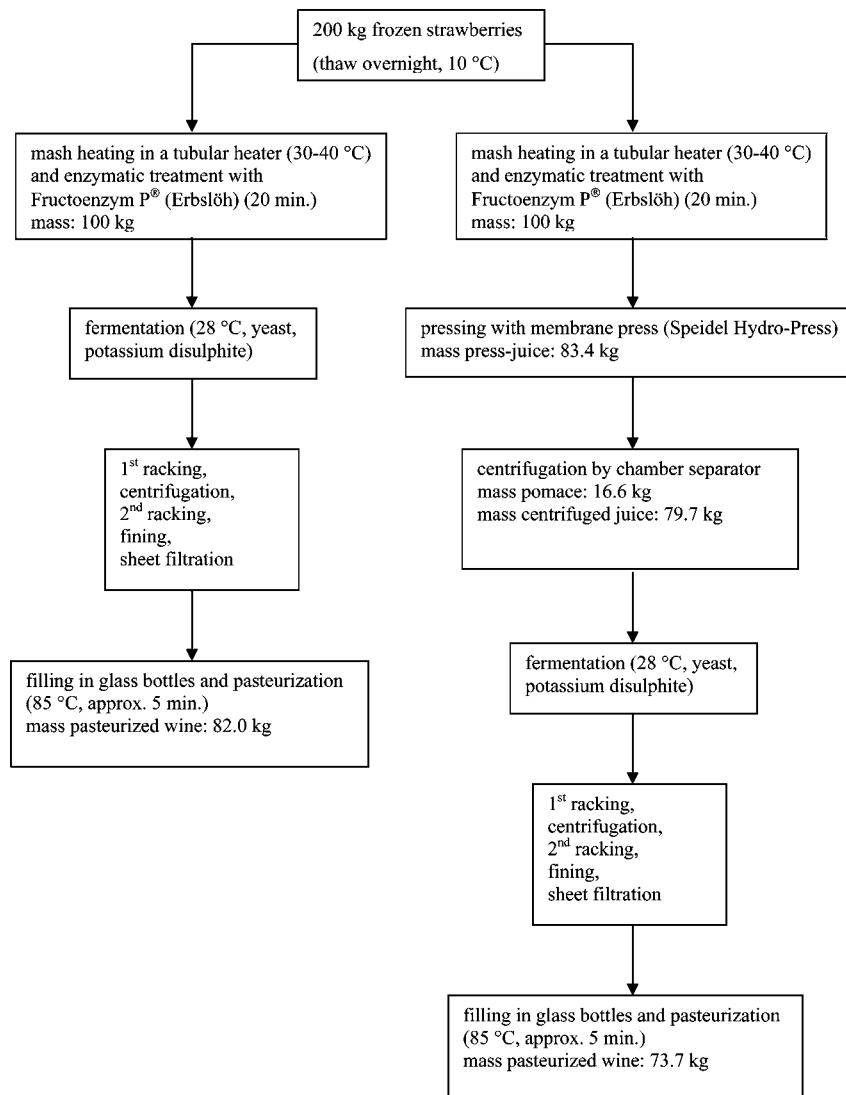 200 kg frozen strawberries
(thaw overnight, 10 °C)
mash heating in a tubular heater (30-40 °C)
and enzymatic treatment with
Fructoenzym P® (Erbslöh) (20 min.)
mass: 100 kg
fermentation (28 °C, yeast,
potassium disulphite)
1st racking,
centrifugation,
2nd racking,
fining,
sheet filtration
filling in glass bottles and pasteurization
(85 °C, approx. 5 min.)
mass pasteurized wine: 82.0 kg
mash heating in a tubular heater (30-40 °C)
and enzymatic treatment with
Fructoenzym P® (Erbslöh) (20 min.)
mass: 100 kg
pressing with membrane press (Speidel Hydro-Press)
mass press-juice: 83.4 kg
centrifugation by chamber separator
mass pomace: 16.6 kg
mass centrifuged juice: 79.7 kg
fermentation (28 °C, yeast,
potassium disulphite)
1st racking,
centrifugation,
2nd racking,
fining,
sheet filtration
filling in glass bottles and pasteurization
(85 °C, approx. 5 min.)
mass pasteurized wine: 73.7 kg